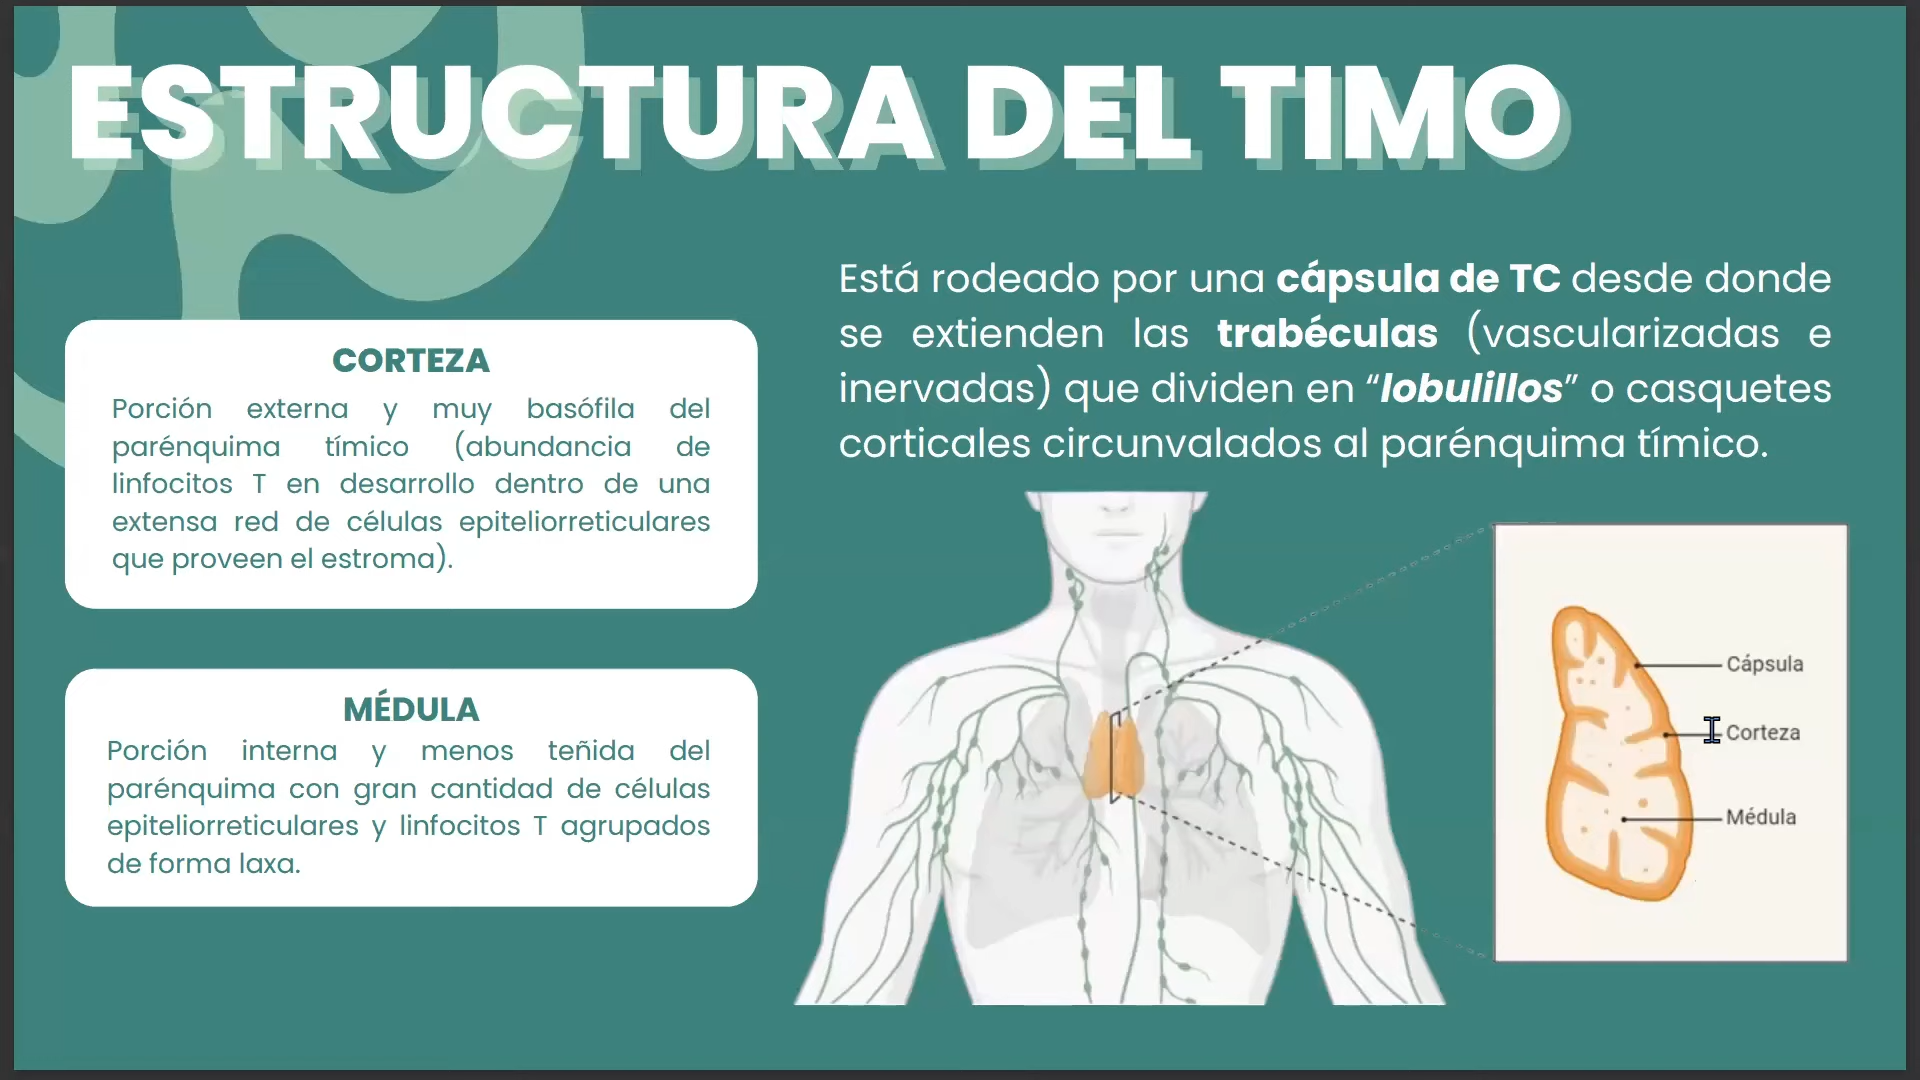 ESTRUCTURA DEL TIMO
Está rodeado por una cápsula de TC desde donde
se extienden las trabéculas (vascularizadas e
inervadas) que dividen en “lobulillos” o casquetes
corticales circunvalados al parénquima tímico.
CORTEZA
Porción externa y muy basófila del
parénquima tímico (abundancia de
linfocitos T en desarrollo dentro de una
extensa red de células epiteliorreticulares
que proveen el estroma).
MÉDULA
Porción interna y menos teñida del
parénquima con gran cantidad de células
epiteliorreticulares y linfocitos T agrupados
de forma laxa.
Cápsula
Corteza
Médula